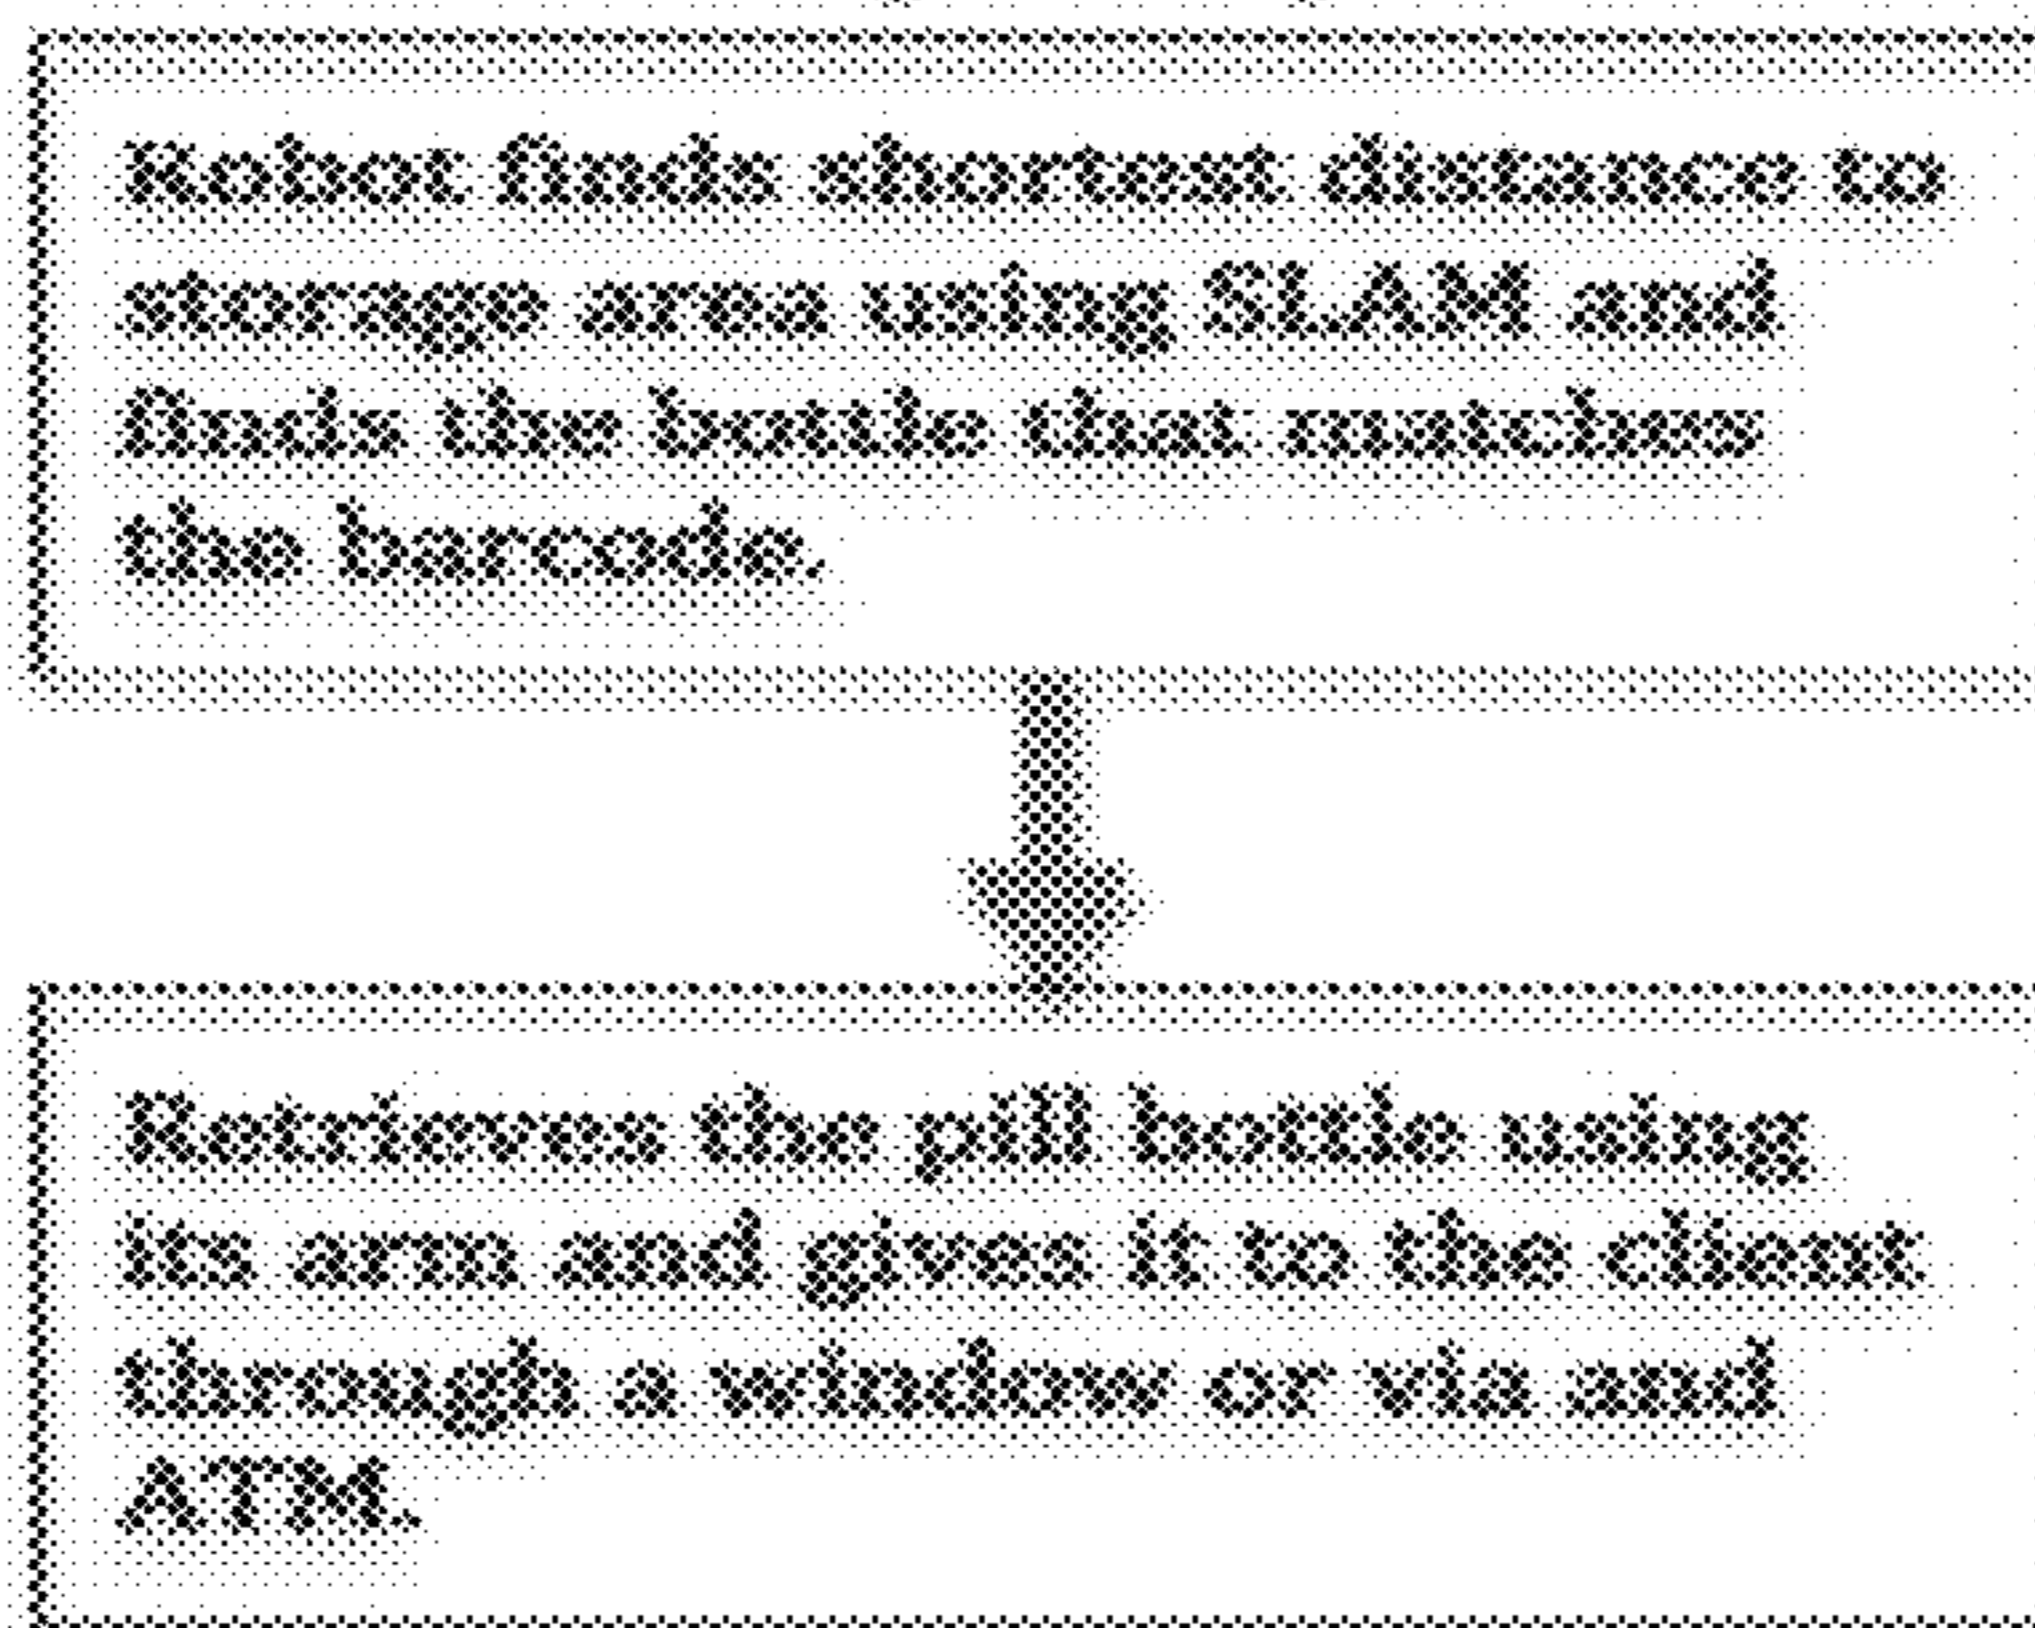 Robot finds shortest distance to
storage area using SLAM and
finds the bottle that matches
the barcode.
Retrieves the pill bottle using
its arm and gives it to the client
through a window or via and
ATM.